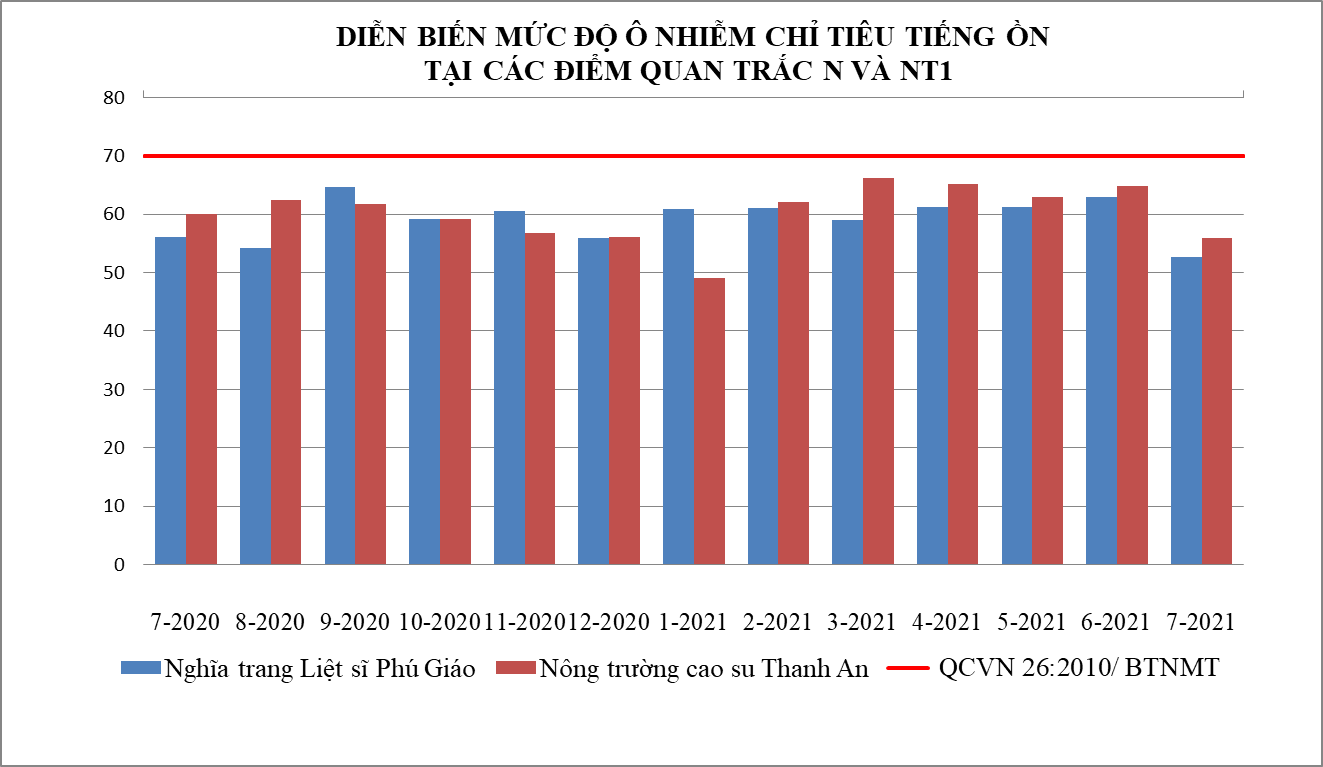 DIỄN BIẾN MỨC ĐỘ Ô NHIỄM CHỈ TIÊU TIẾNG ỒN
TẠI CÁC ĐIỂM QUAN TRẮC N VÀ NT1
80
70
60
50
40
30
20
10
0
7-2020 8-2020 9-2020 10-2020 11-2020 12-2020 1-2021 2-2021 3-2021 4-2021 5-2021 6-2021 7-2021
Nghĩa trang Liệt sĩ Phú Giáo Nông trường cao su Thanh An QCVN 26:2010/ BTNMT